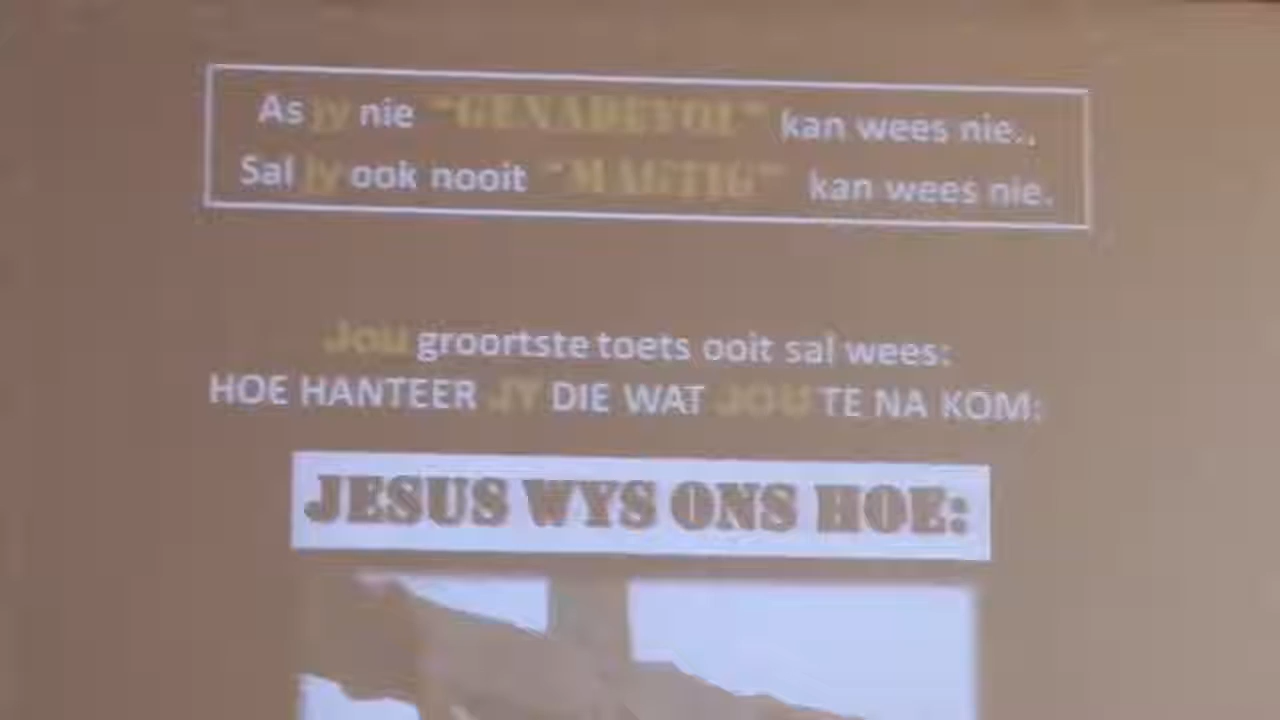 As jy nie "GENADEVOL" kan wees nie..
Sal jy ook nooit "MAGTIG" kan wees nie.
JOU groortste toets ooit sal wees:
HOE HANTEER JY DIE WAT JOU TE NA KOM:
JESUS WYS ONS HOE: